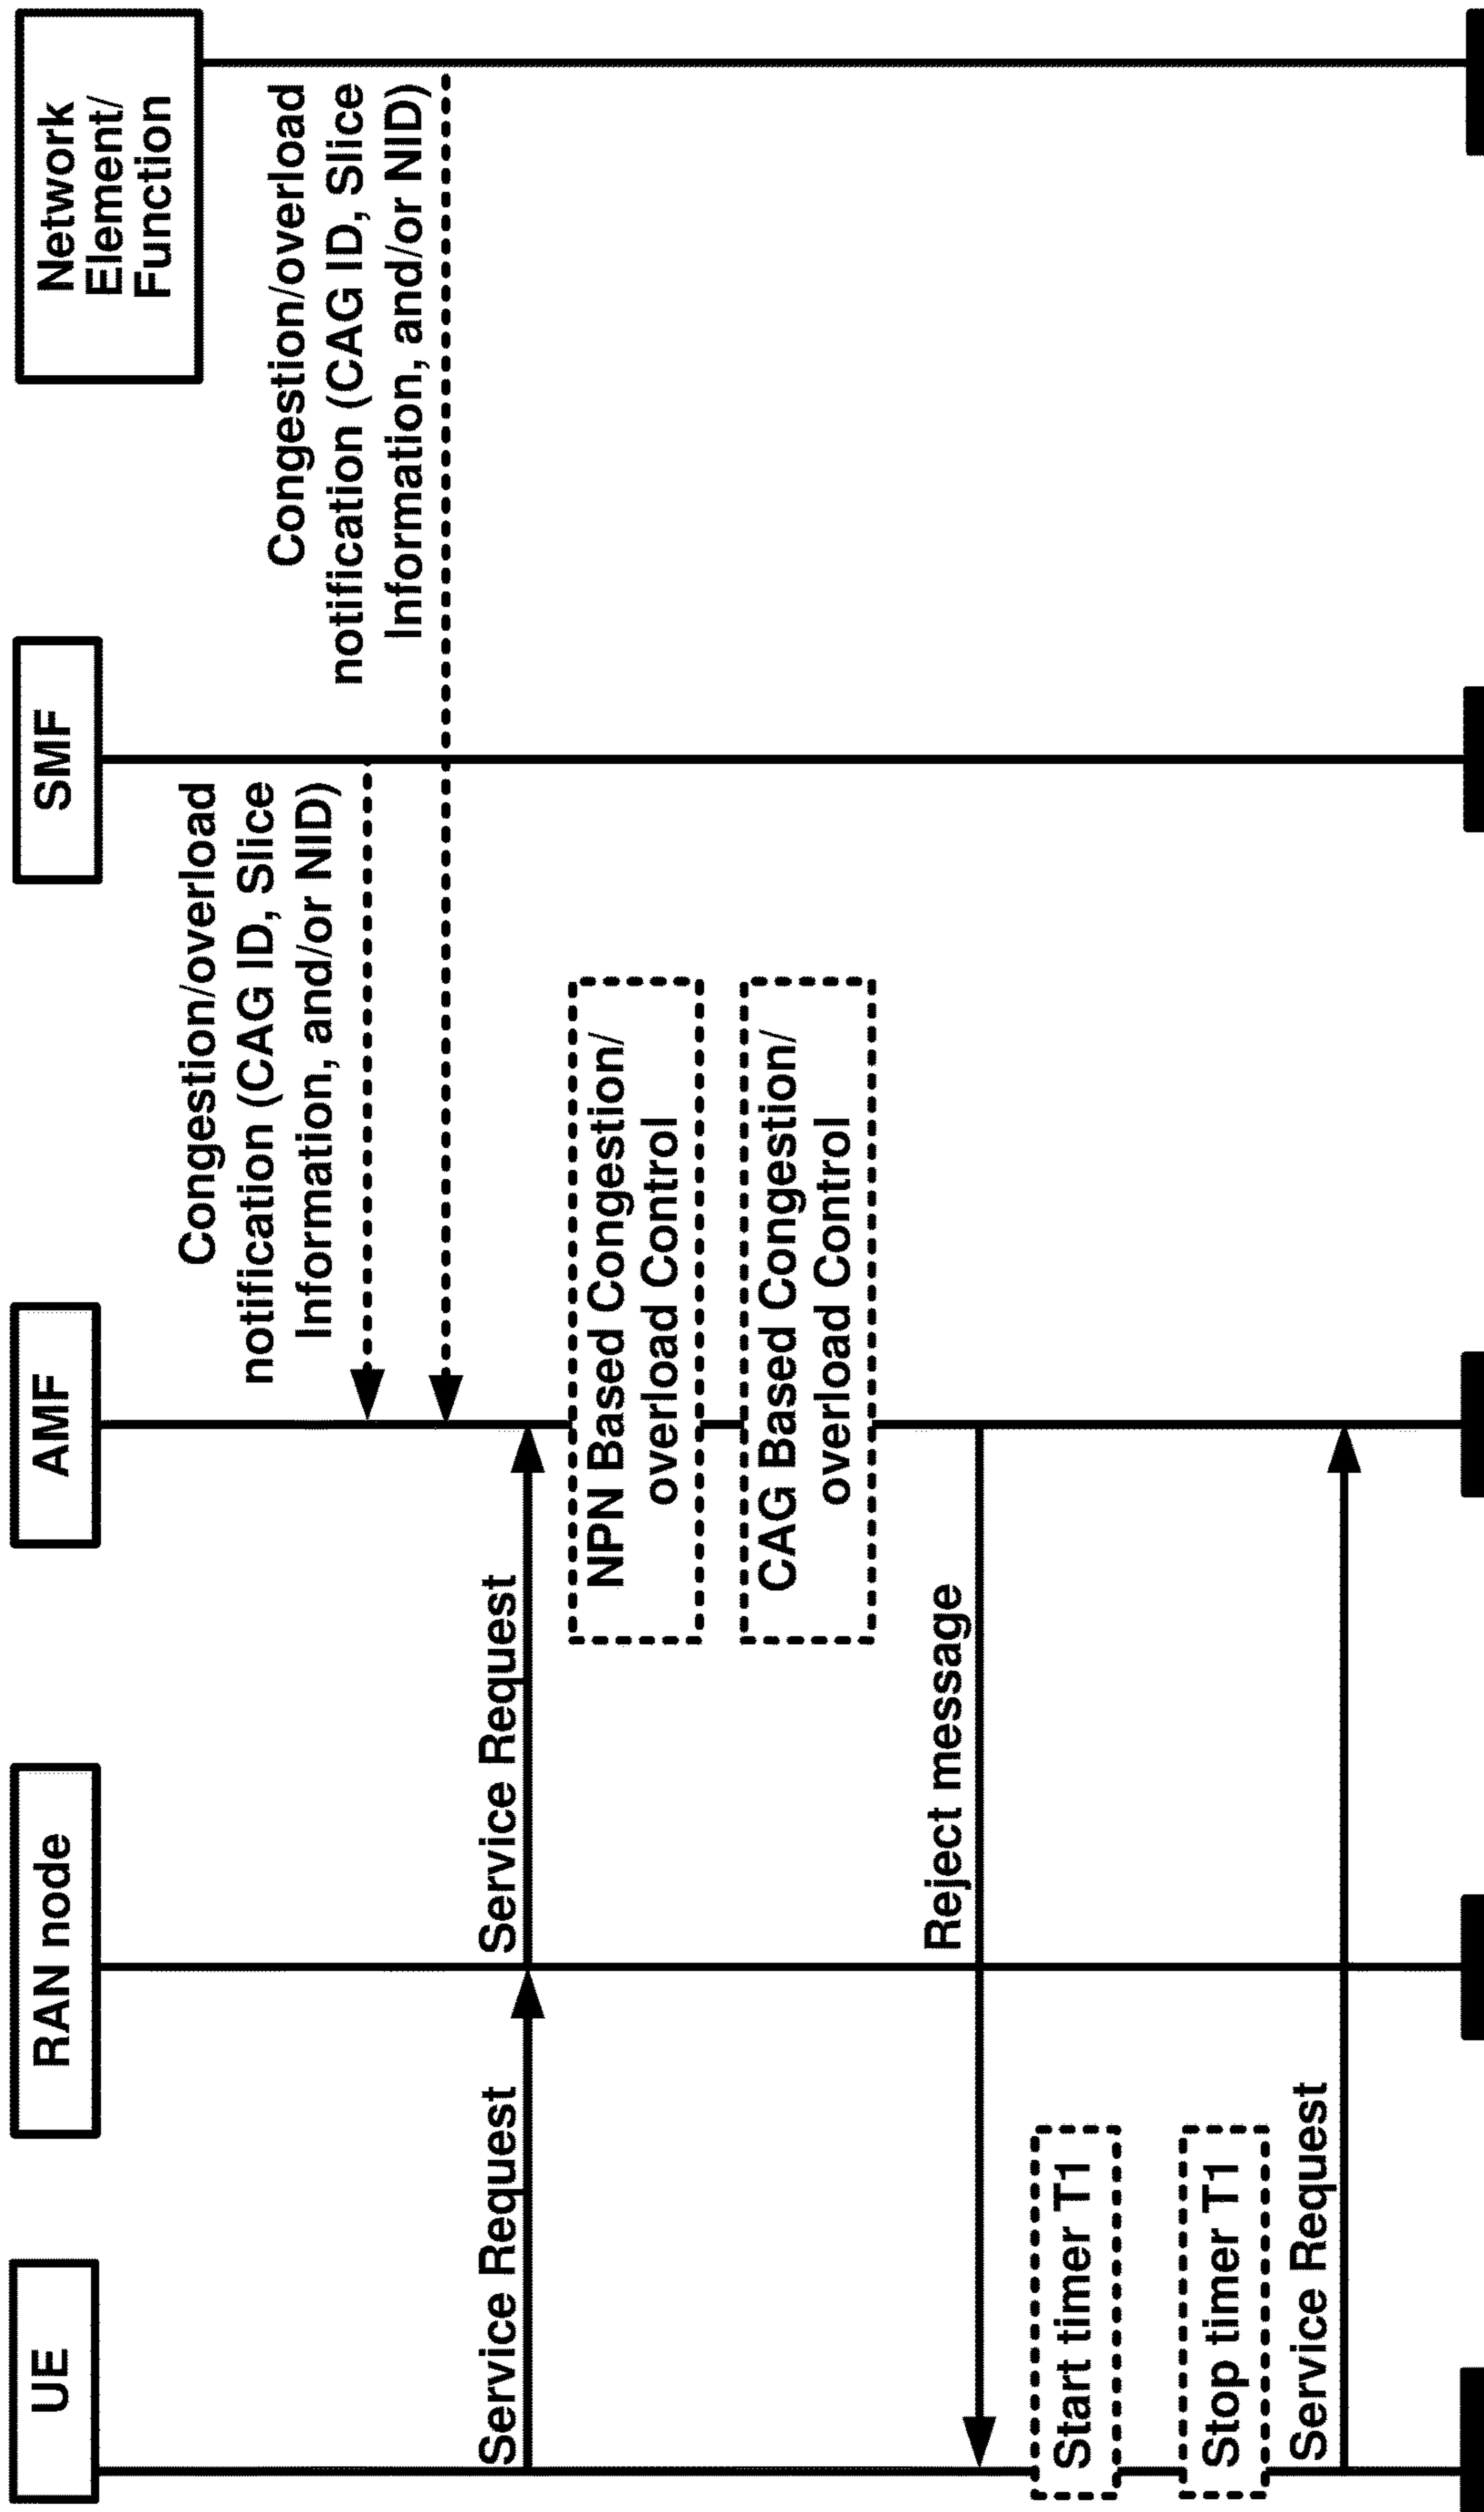 UE
RAN node
AMF
SMF
Network
Element/
Function
Congestion/overload
notification (CAG ID, Slice
Information, and/or NID)
Congestion/overload
notification (CAG ID, Slice
Information, and/or NID)
Service Request
Service Request
NPN Based Congestion/
overload Control
CAG Based Congestion/
overload Control
Reject message
Start timer T1
Stop timer T1
Service Request